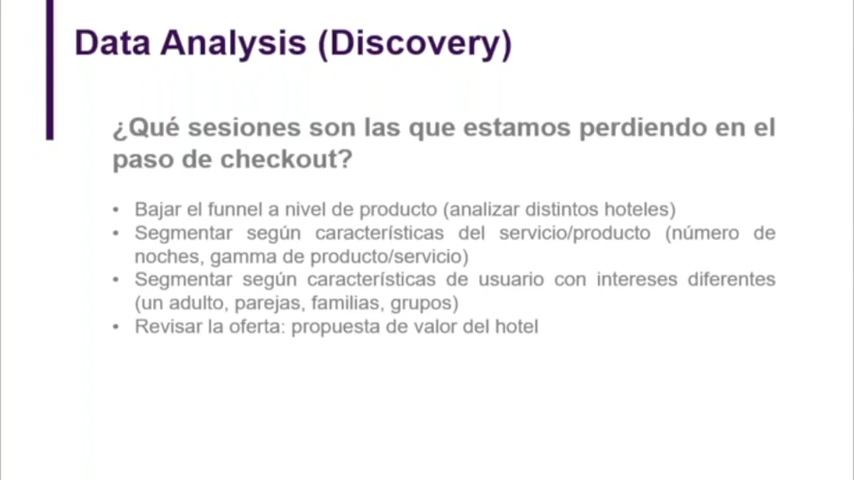 Data Analysis (Discovery)
¿Qué sesiones son las que estamos perdiendo en el
paso de checkout?
• Bajar el funnel a nivel de producto (analizar distintos hoteles)
• Segmentar según características del servicio/producto (número de
noches, gamma de producto/servicio)
• Segmentar según características de usuario con intereses diferentes
(un adulto, parejas, familias, grupos)
• Revisar la oferta: propuesta de valor del hotel